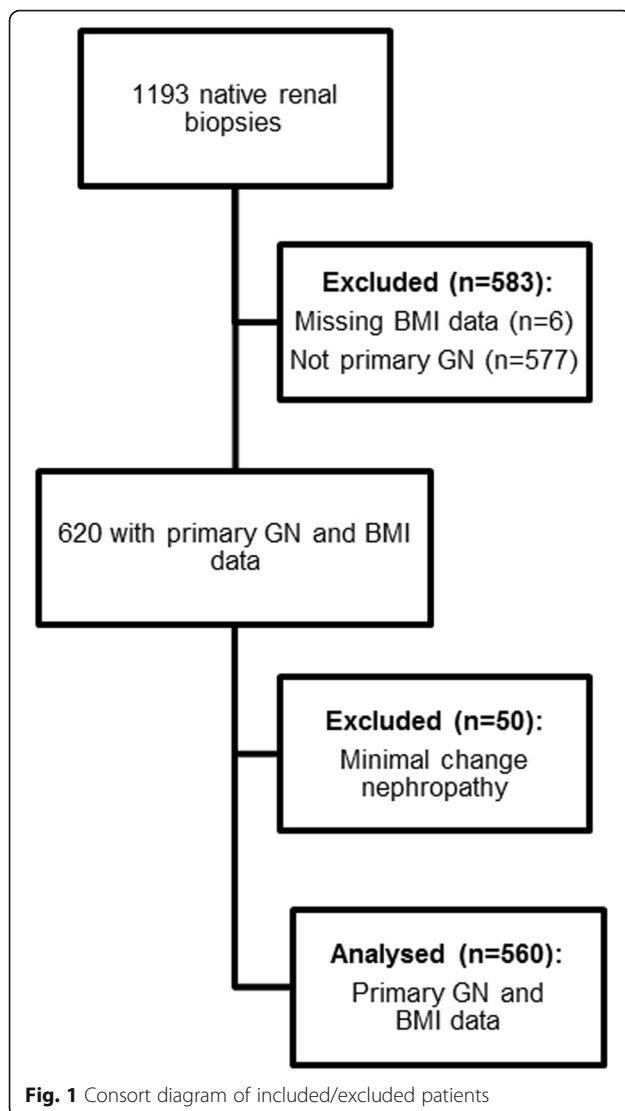 1193 native renal
biopsies
Excluded (n=583):
Missing BMI data (n=6)
Not primary GN (n=577)
620 with primary GN and BMI
data
Excluded (n=50):
Minimal change
nephropathy
Analysed (n=560):
Primary GN and
BMI data
Fig. 1 Consort diagram of included/excluded patients